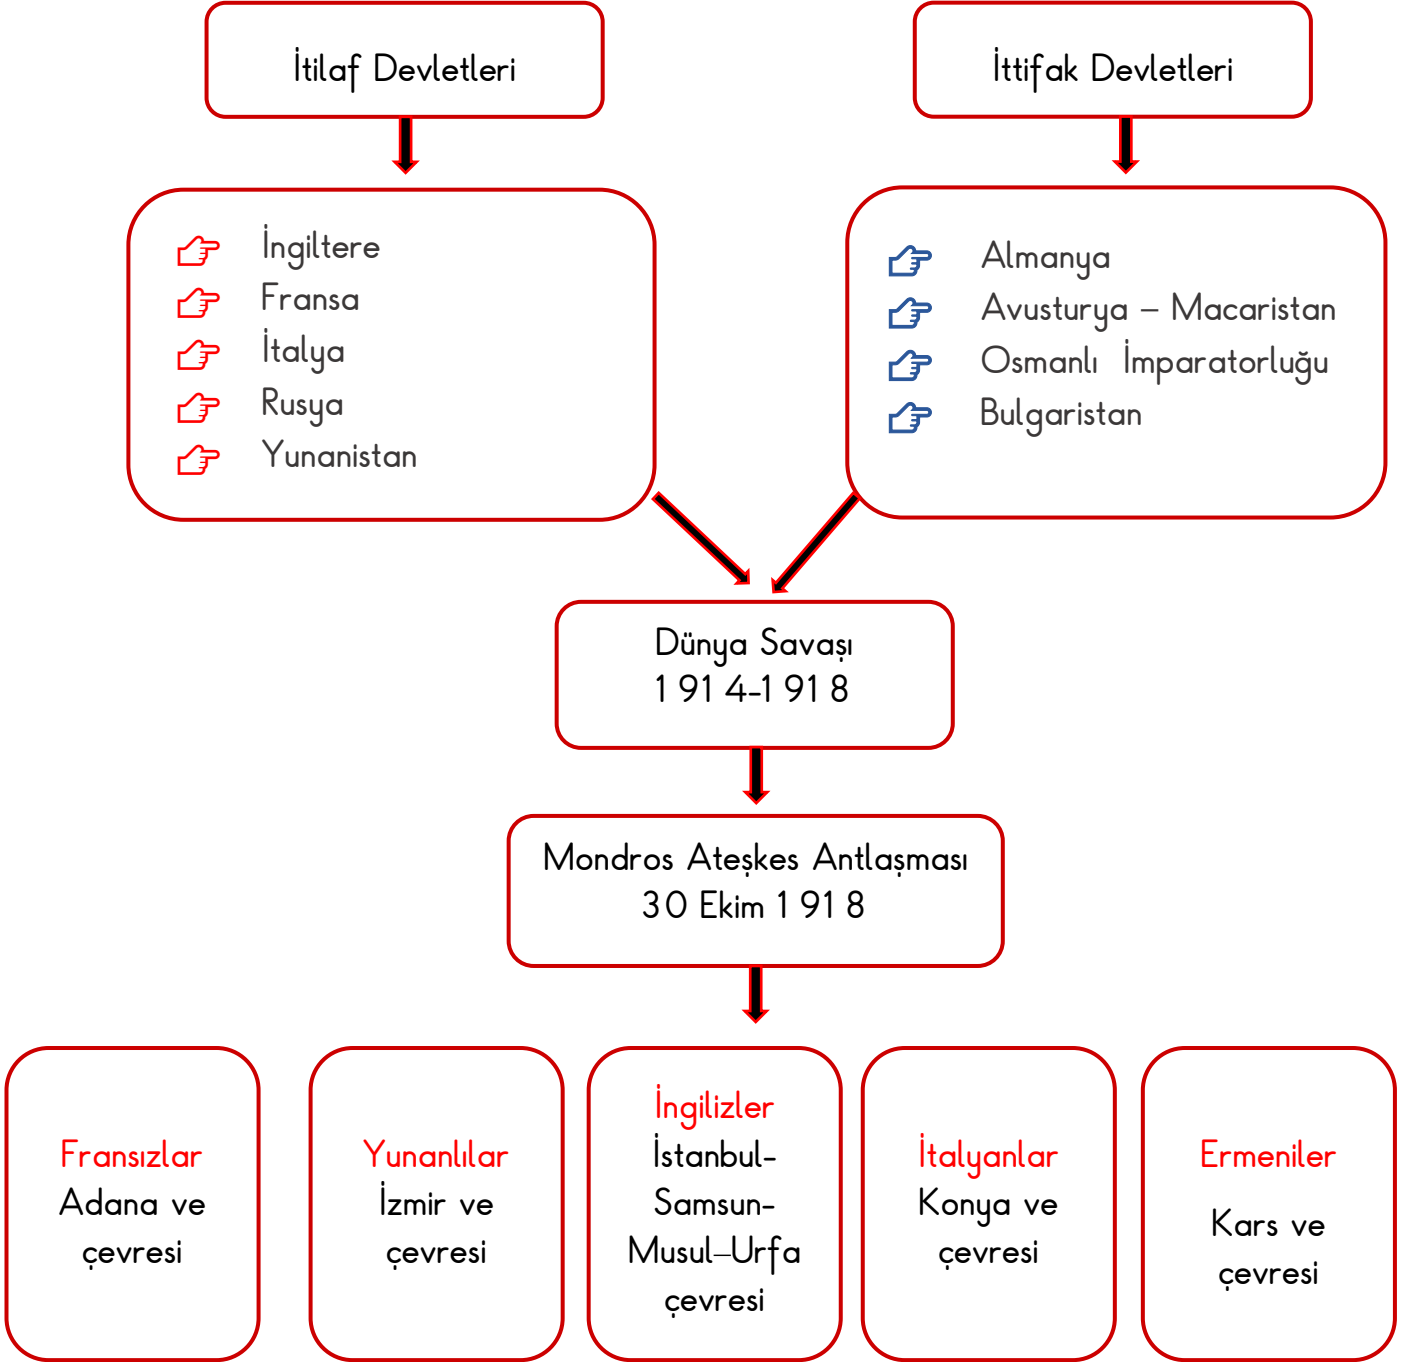 İtilaf Devletleri
İttifak Devletleri
İngiltere
Fransa
İtalya
Rusya
Yunanistan
Almanya
Avusturya – Macaristan
Osmanlı İmparatorluğu
Bulgaristan
Dünya Savaşı
1914-1918
Mondros Ateşkes Antlaşması
30 Ekim 1918
Fransızlar
Adana ve
çevresi
Yunanlılar
İzmir ve
çevresi
İngilizler
İstanbul-
Samsun-
Musul–Urfa
çevresi
İtalyanlar
Konya ve
çevresi
Ermeniler
Kars ve
çevresi